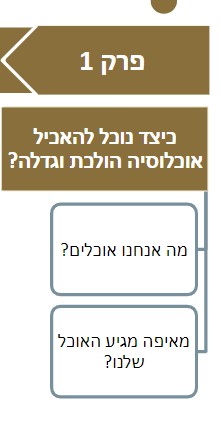 פרק 1
כיצד נוכל להאכיל
אוכלוסיה הולכת וגדלה?
מה אנחנו אוכלים?
מאיפה מגיע האוכל
שלנו?